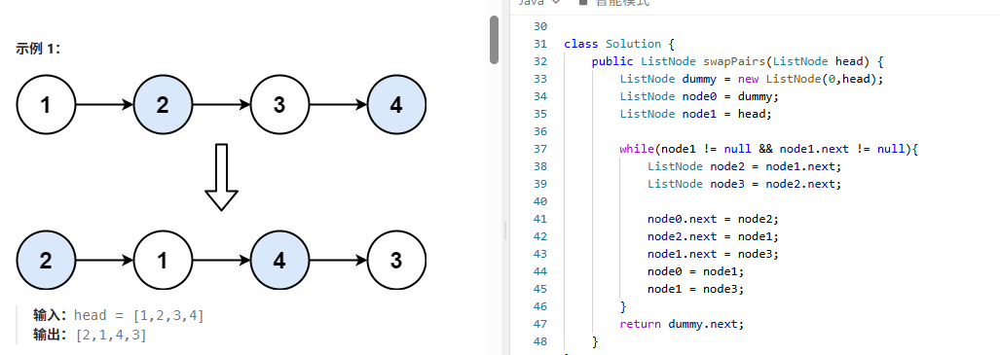 示例 1：
1
2
3
4
2
1
4
3
输入：head = [1,2,3,4]
输出：[2,1,4,3]
Java
智能模式
30
31 class Solution {
32 public ListNode swapPairs(ListNode head) {
33 ListNode dummy = new ListNode(0,head);
34 ListNode node0 = dummy;
35 ListNode node1 = head;
36
37 while(node1 != null && node1.next != null){
38 ListNode node2 = node1.next;
39 ListNode node3 = node2.next;
40
41 node0.next = node2;
42 node2.next = node1;
43 node1.next = node3;
44 node0 = node1;
45 node1 = node3;
46 }
47 return dummy.next;
48 }